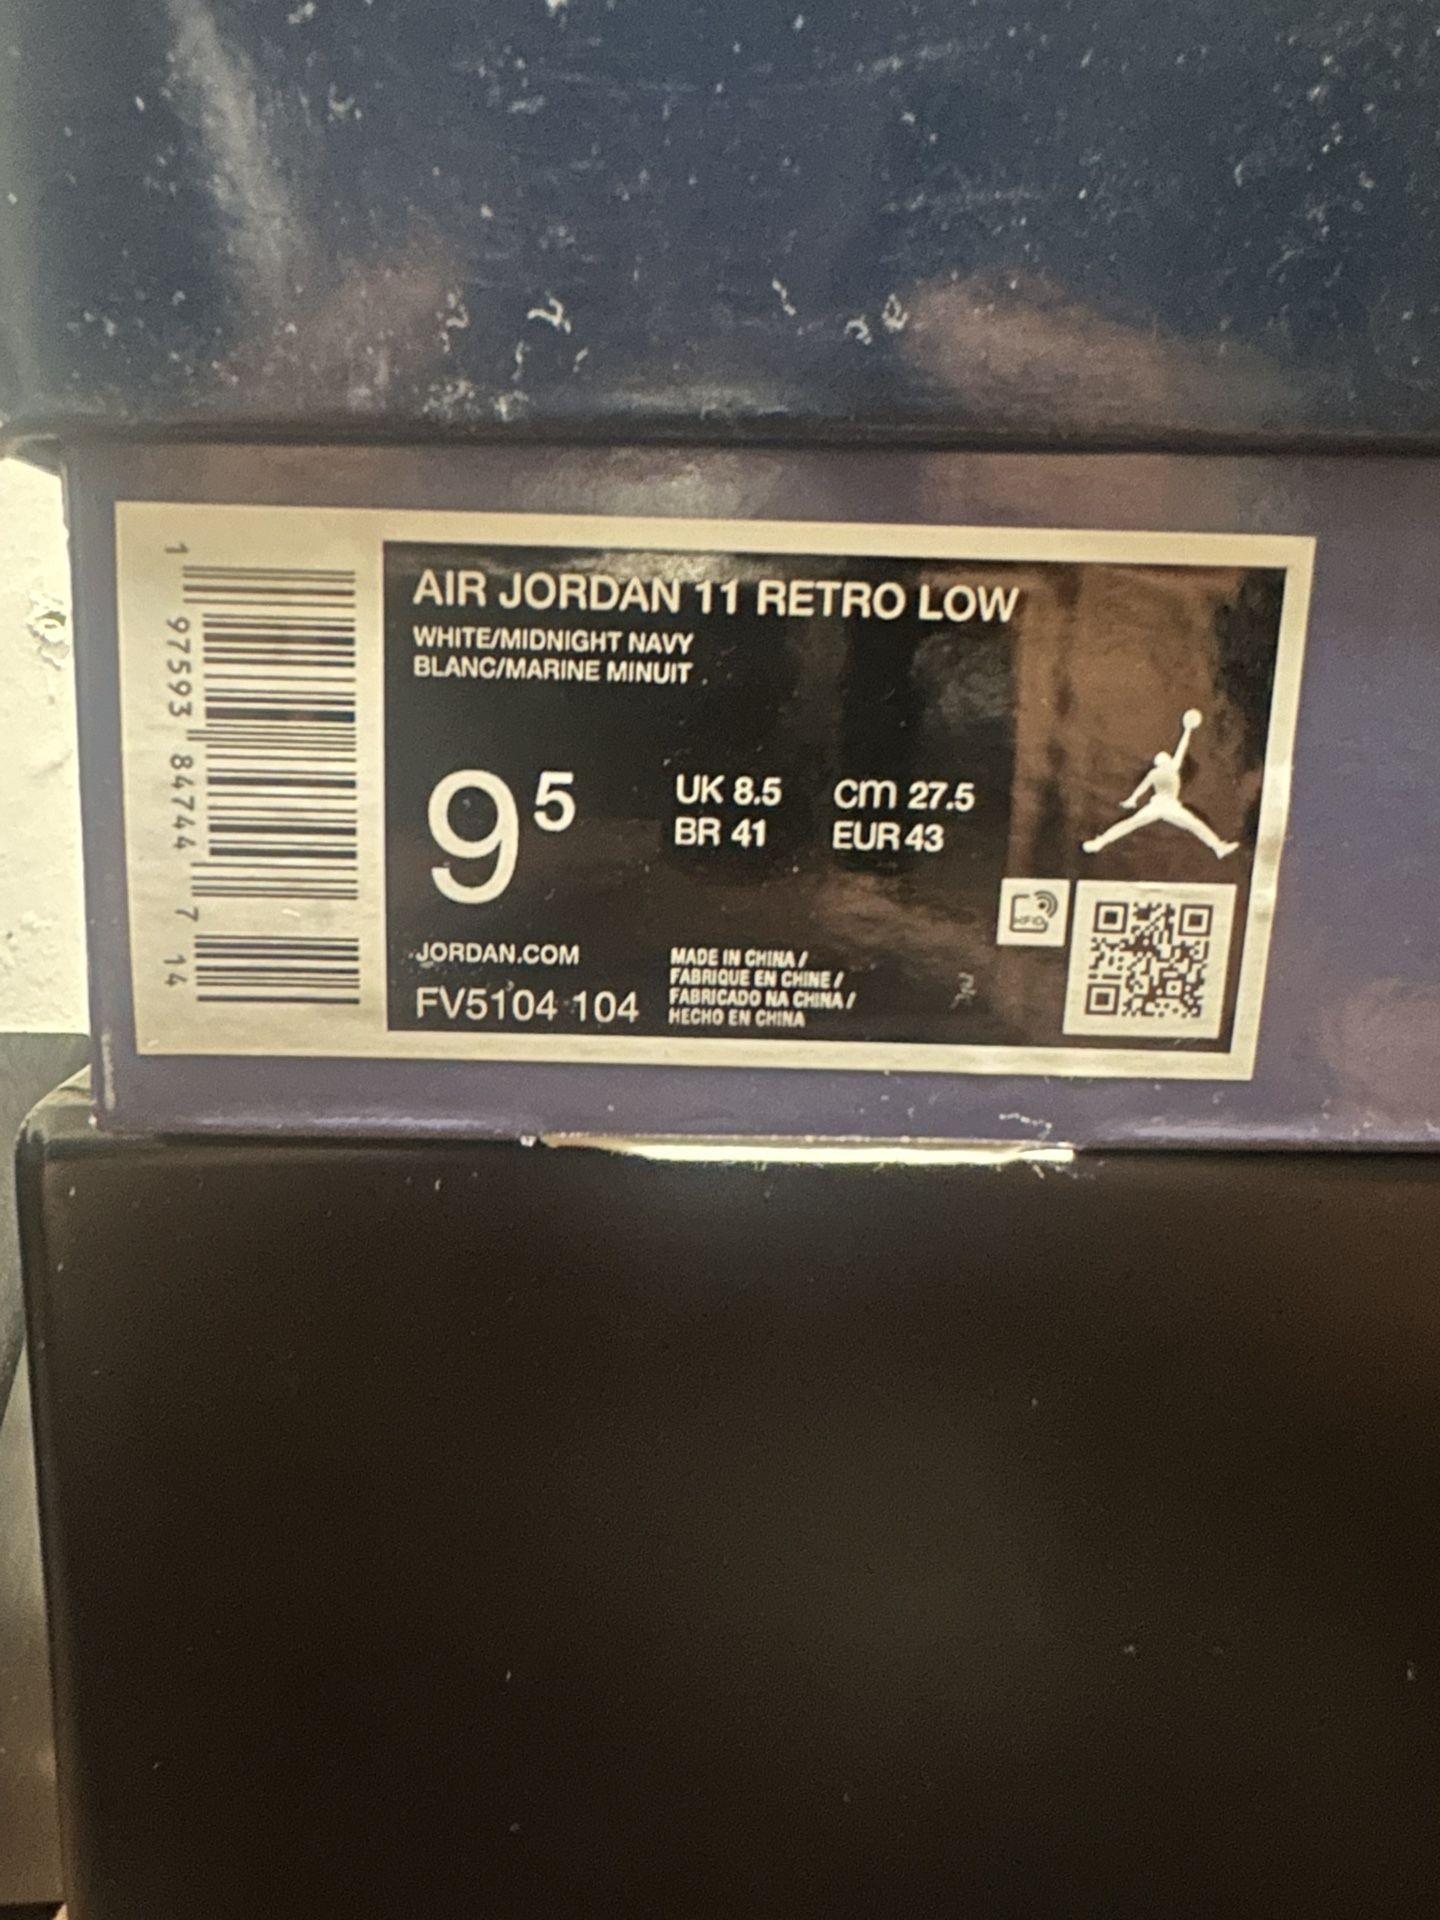 AIR JORDAN 11 RETRO LOW
WHITE/MIDNIGHT NAVY
BLANC/MARINE MINUIT
9⁵
UK 8.5 cm 27.5
BR 41 EUR 43
JORDAN.COM
FV5104 104
MADE IN CHINA /
FABRIQUE EN CHINE /
FABRICADO NA CHINA /
HECHO EN CHINA
RFID
1 97593 84744 7 14